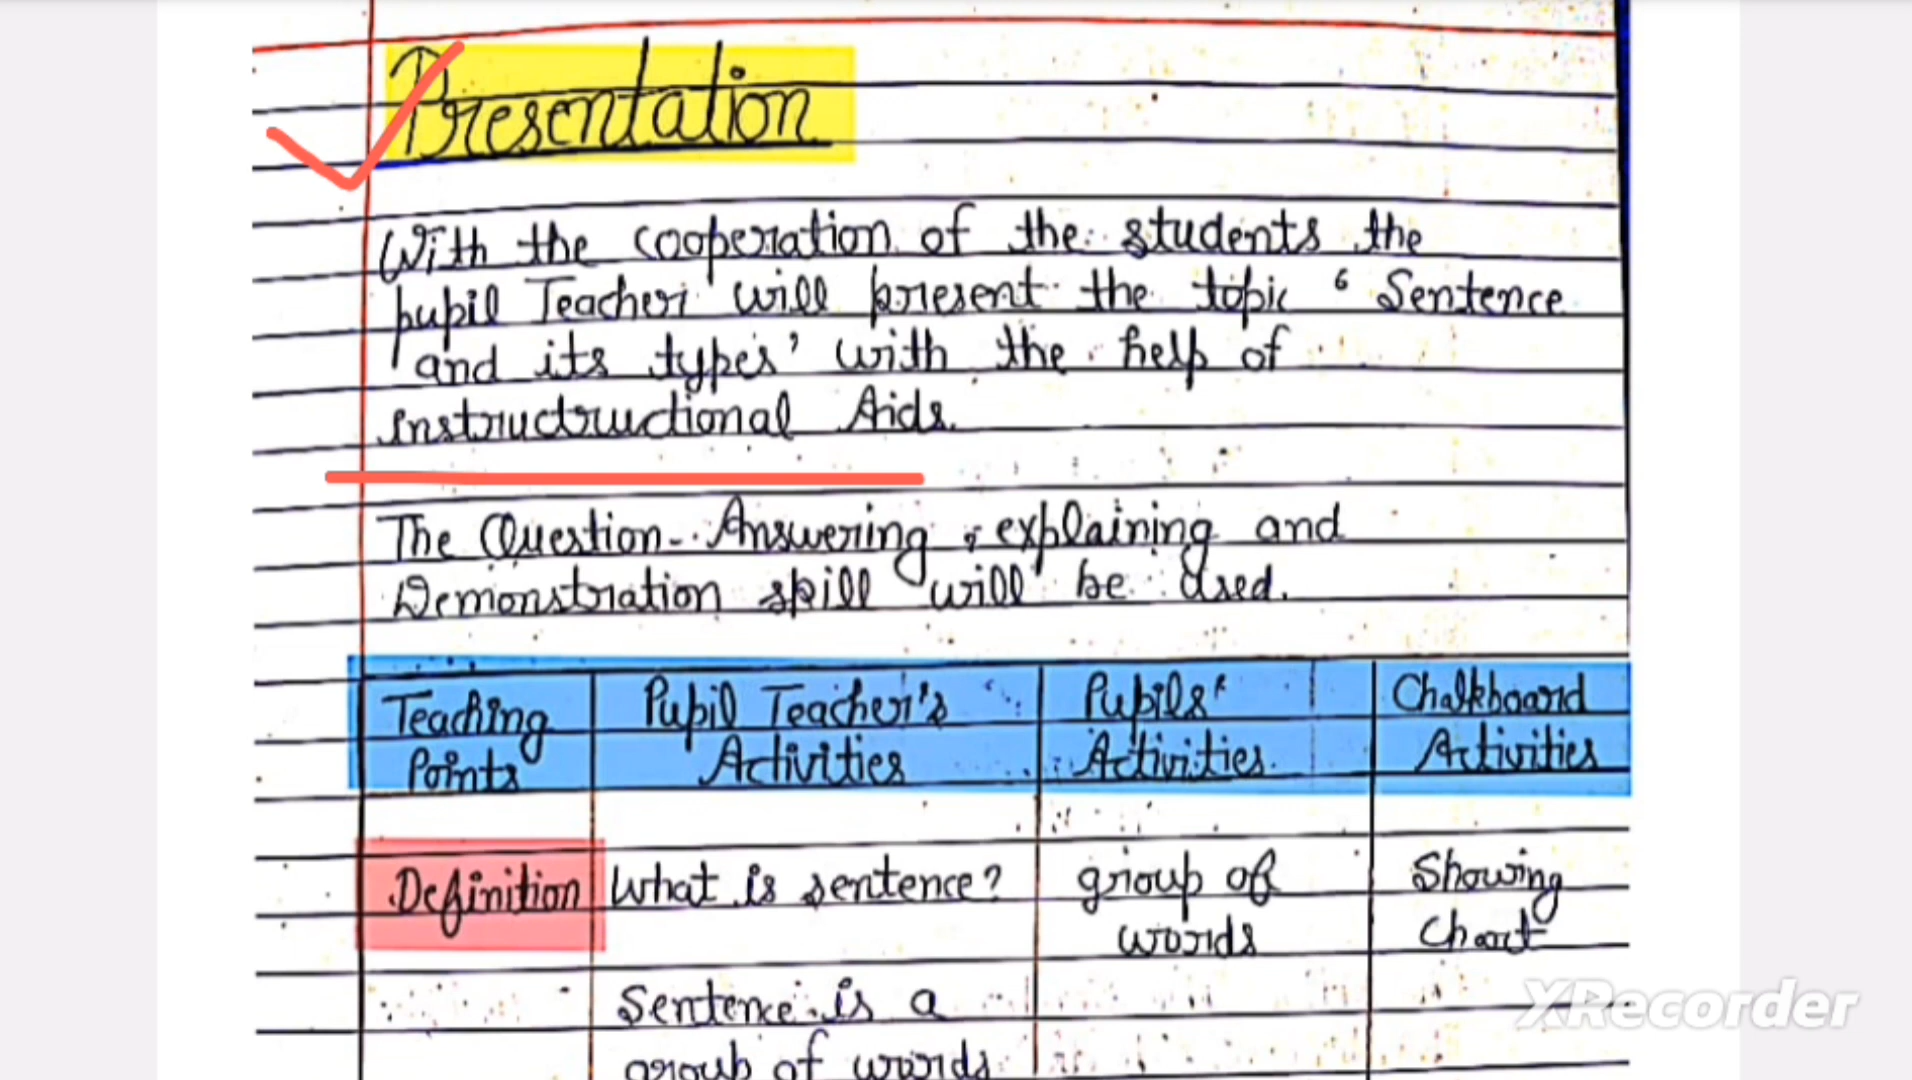 Presentation
With the cooperation of the students the
pupil Teacher will present the topic ‘ Sentence
and its types’ with the help of
instructructional Aids.
The Question - Answering, explaining and
Demonstration skill will be used.
Teaching Points | Pupil Teacher's Activities | Pupils' Activities | Chalkboard Activities
Definition | What is sentence? | group of words | Showing Chart
Sentence is a
group of words
XRecorder